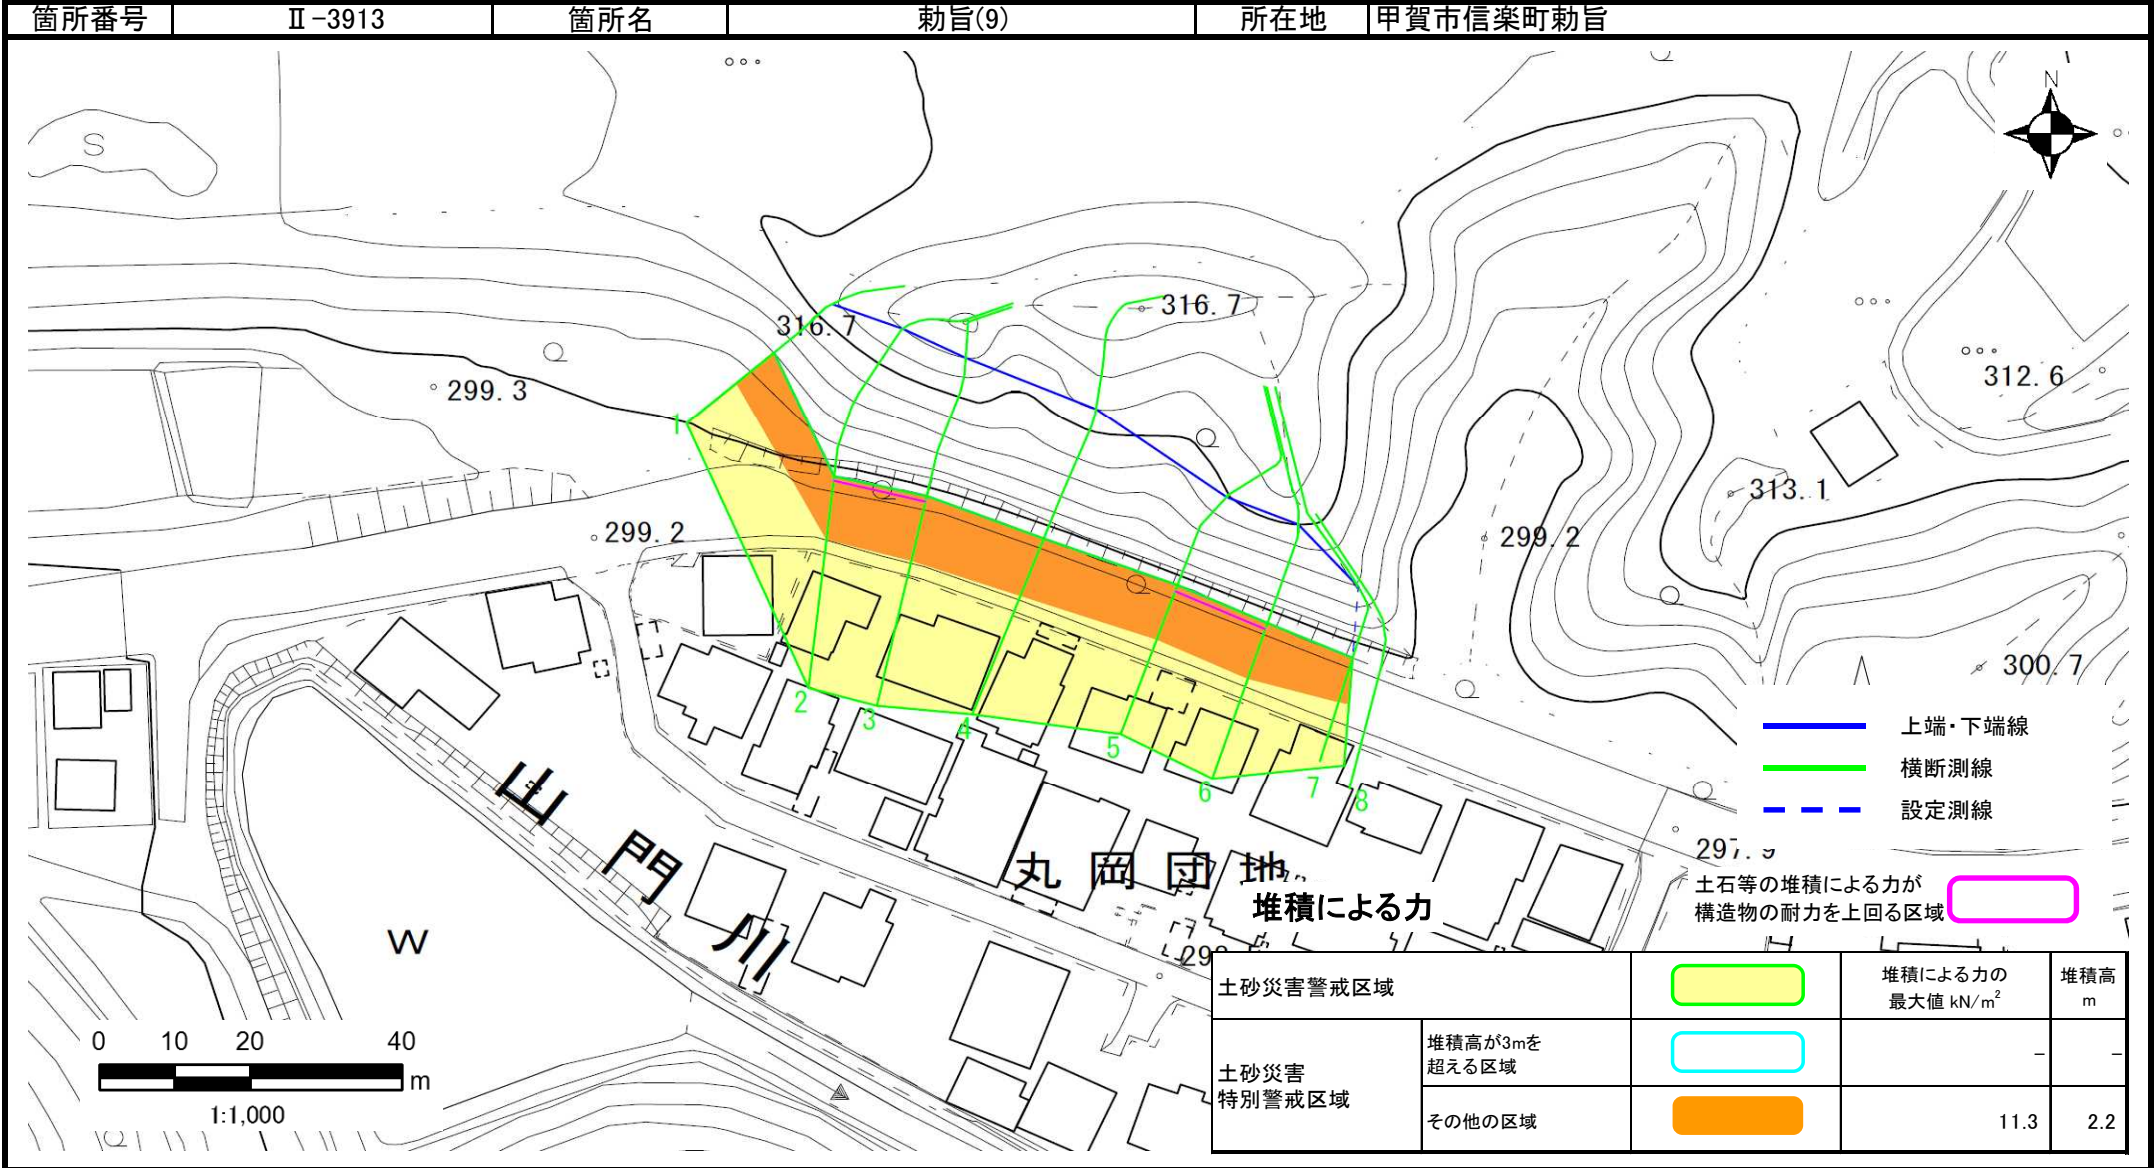 箇所番号 Ⅱ-3913 箇所名 勅旨(9) 所在地 甲賀市信楽町勅旨
N
S
316.7
316.7
299.3
312.6
1
313.1
299.2
299.2
300.7
2
3
4
5
6
7
8
上端・下端線
横断測線
設定測線
山門川
丸岡団地
297.9
堆積による力
土石等の堆積による力が
構造物の耐力を上回る区域
W
土砂災害警戒区域
堆積による力の
最大値 kN/m²
堆積高
m
土砂災害
特別警戒区域
堆積高が3mを
超える区域
- -
その他の区域
11.3 2.2
0 10 20 40
m
1:1,000